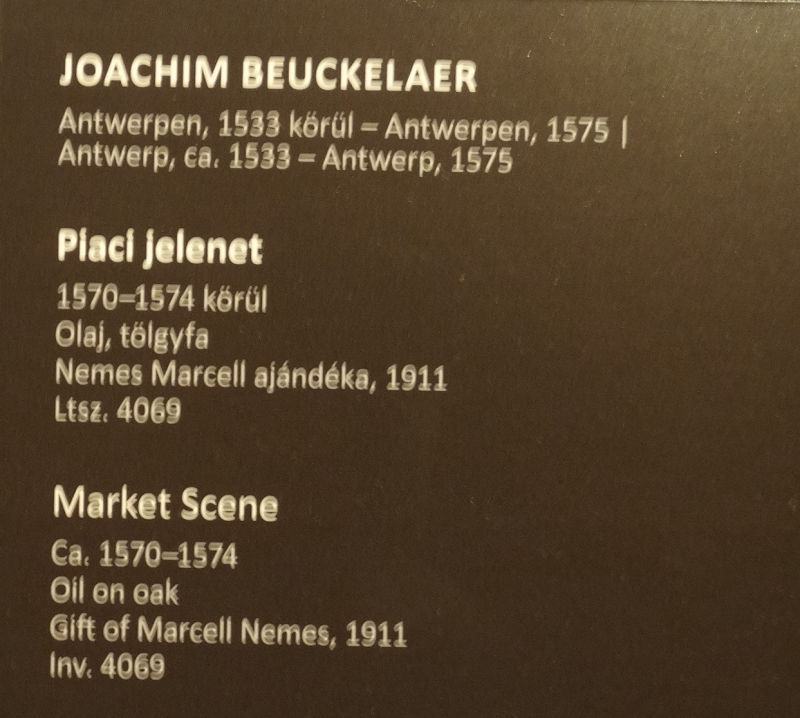 JOACHIM BEUCKELAER
Antwerpen, 1533 körül – Antwerpen, 1575 |
Antwerp, ca. 1533 – Antwerp, 1575
Piaci jelenet
1570–1574 körül
Olaj, tölgyfa
Nemes Marcell ajándéka, 1911
Ltsz. 4069
Market Scene
Ca. 1570–1574
Oil on oak
Gift of Marcell Nemes, 1911
Inv. 4069